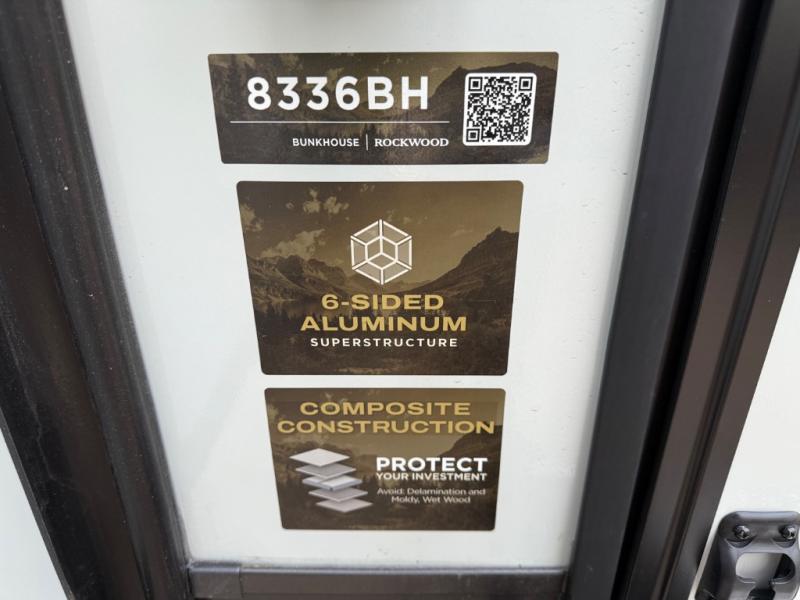 8336BH
BUNKHOUSE | ROCKWOOD
6-SIDED
ALUMINUM
SUPERSTRUCTURE
COMPOSITE
CONSTRUCTION
PROTECT
YOUR INVESTMENT
Avoid: Delamination and
Moldy, Wet Wood